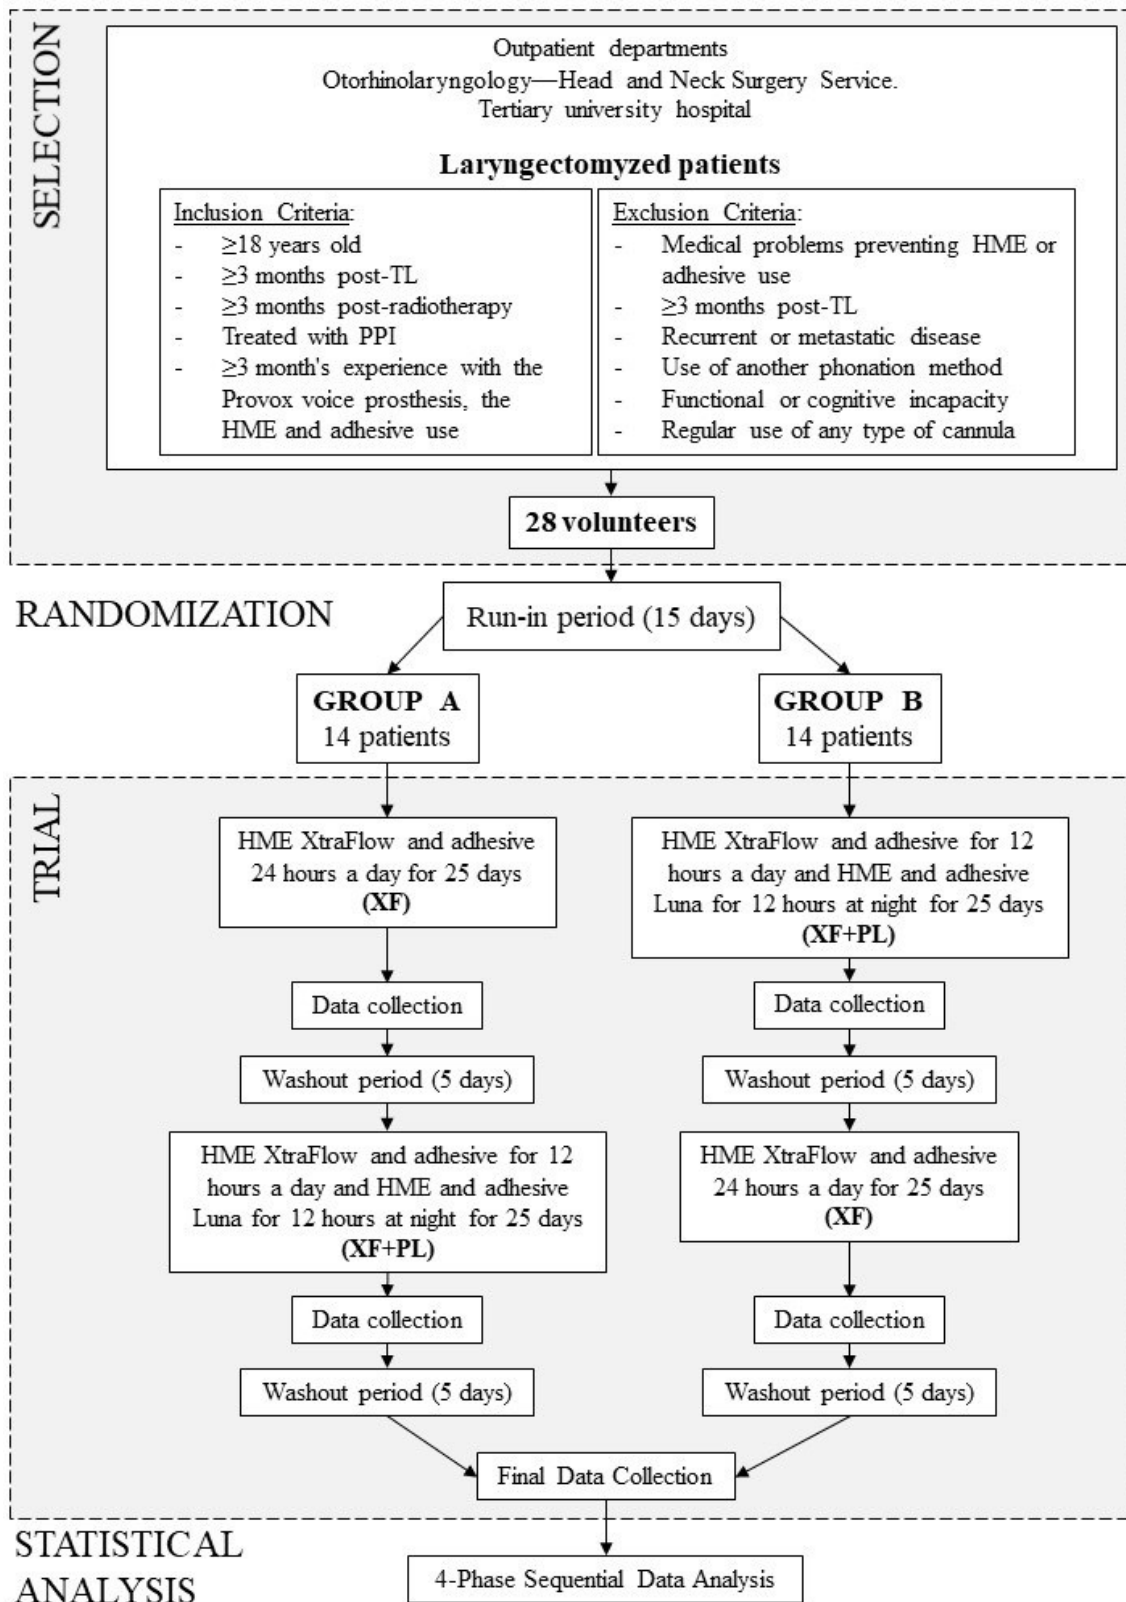 SELECTION
Outpatient departments
Otorhinolaryngology—Head and Neck Surgery Service.
Tertiary university hospital
Laryngectomyzed patients
Inclusion Criteria:
- ≥18 years old
- ≥3 months post-TL
- ≥3 months post-radiotherapy
- Treated with PPI
- ≥3 month's experience with the
Provox voice prosthesis, the
HME and adhesive use
Exclusion Criteria:
- Medical problems preventing HME or
adhesive use
- ≥3 months post-TL
- Recurrent or metastatic disease
- Use of another phonation method
- Functional or cognitive incapacity
- Regular use of any type of cannula
28 volunteers
RANDOMIZATION
Run-in period (15 days)
GROUP A
14 patients
GROUP B
14 patients
TRIAL
HME XtraFlow and adhesive
24 hours a day for 25 days
(XF)
HME XtraFlow and adhesive for 12
hours a day and HME and adhesive
Luna for 12 hours at night for 25 days
(XF+PL)
Data collection
Data collection
Washout period (5 days)
Washout period (5 days)
HME XtraFlow and adhesive for 12
hours a day and HME and adhesive
Luna for 12 hours at night for 25 days
(XF+PL)
HME XtraFlow and adhesive
24 hours a day for 25 days
(XF)
Data collection
Data collection
Washout period (5 days)
Washout period (5 days)
Final Data Collection
STATISTICAL
ANALYSIS
4-Phase Sequential Data Analysis